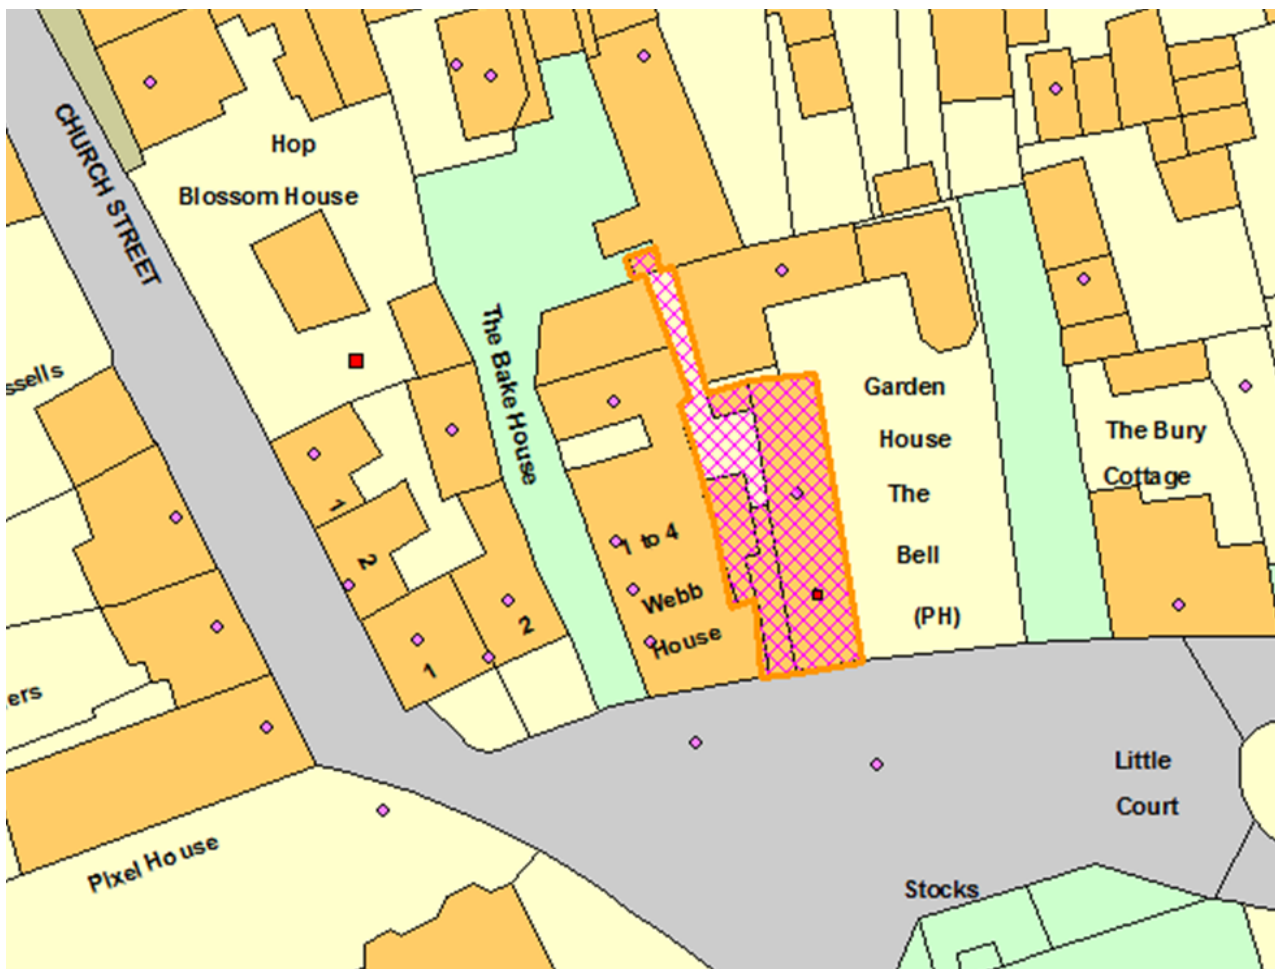 CHURCH STREET
Hop
Blossom House
The Bake House
Garden
House
The
Bell
(PH)
The Bury
Cottage
ssells
1
2
1 to 4
Webb
House
2
1
ers
Pixel House
Little
Court
Stocks